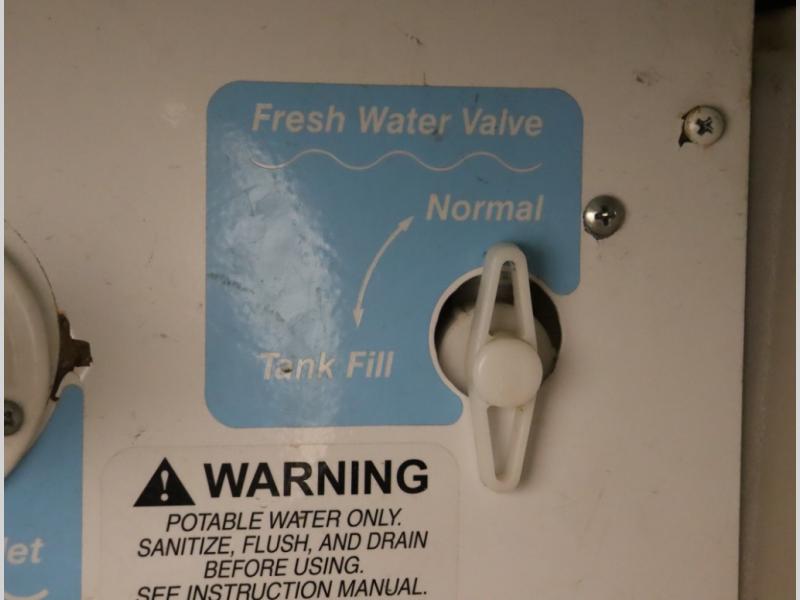 Fresh Water Valve
Normal
Tank Fill
WARNING
POTABLE WATER ONLY.
SANITIZE, FLUSH, AND DRAIN
BEFORE USING.
SEE INSTRUCTION MANUAL.